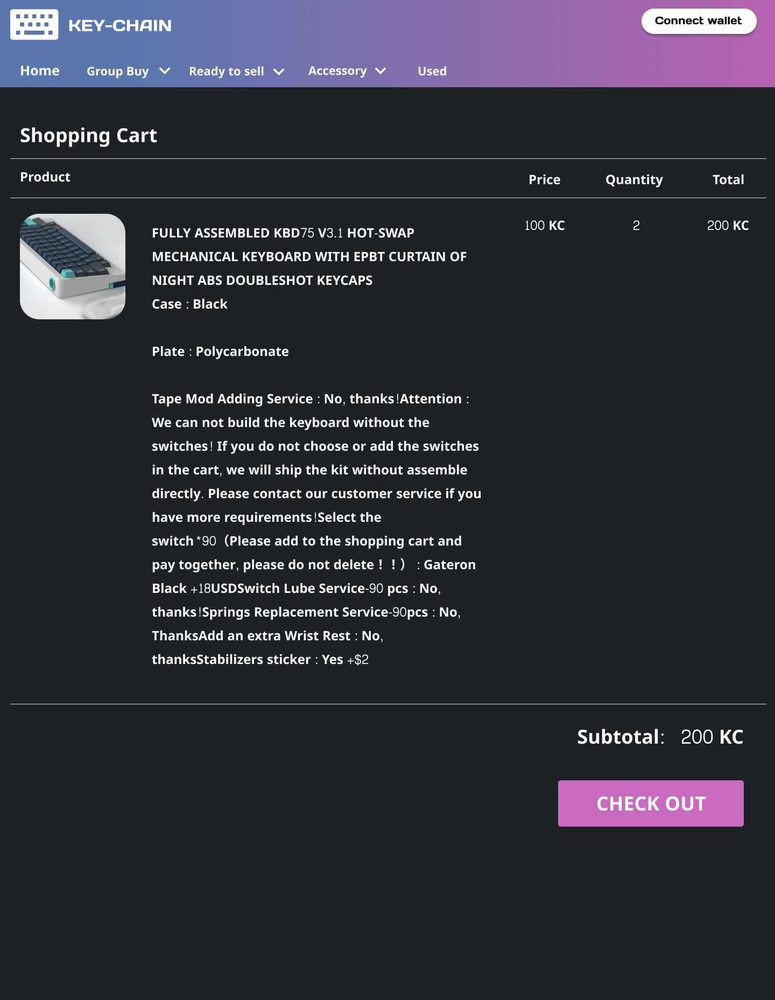 KEY-CHAIN
Connect wallet
Home Group Buy Ready to sell Accessory Used
Shopping Cart
Product Price Quantity Total
FULLY ASSEMBLED KBD75 V3.1 HOT-SWAP 100 KC 2 200 KC
MECHANICAL KEYBOARD WITH EPBT CURTAIN OF
NIGHT ABS DOUBLESHOT KEYCAPS
Case : Black
Plate : Polycarbonate
Tape Mod Adding Service : No, thanks!Attention :
We can not build the keyboard without the
switches! If you do not choose or add the switches
in the cart, we will ship the kit without assemble
directly. Please contact our customer service if you
have more requirements!Select the
switch*90（Please add to the shopping cart and
pay together, please do not delete！！） : Gateron
Black +18USDSwitch Lube Service-90 pcs : No,
thanks!Springs Replacement Service-90pcs : No,
ThanksAdd an extra Wrist Rest : No,
thanksStabilizers sticker : Yes +$2
Subtotal: 200 KC
CHECK OUT